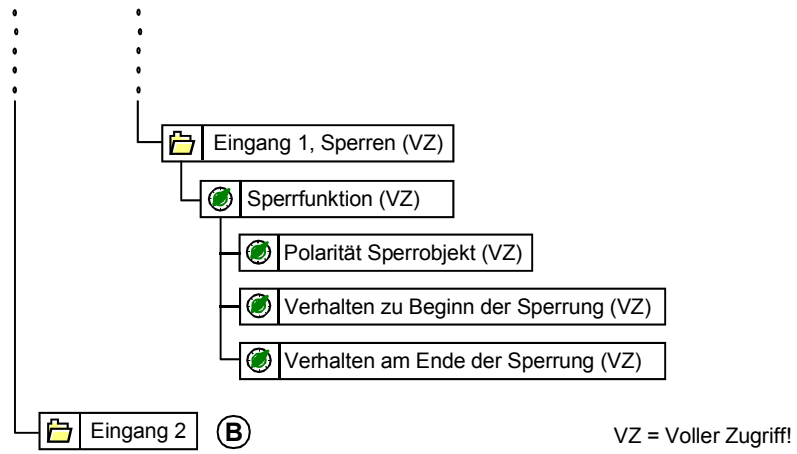 Eingang 1, Sperren (VZ)
Sperrfunktion (VZ)
Polarität Sperrobjekt (VZ)
Verhalten zu Beginn der Sperrung (VZ)
Verhalten am Ende der Sperrung (VZ)
Eingang 2 B VZ = Voller Zugriff!